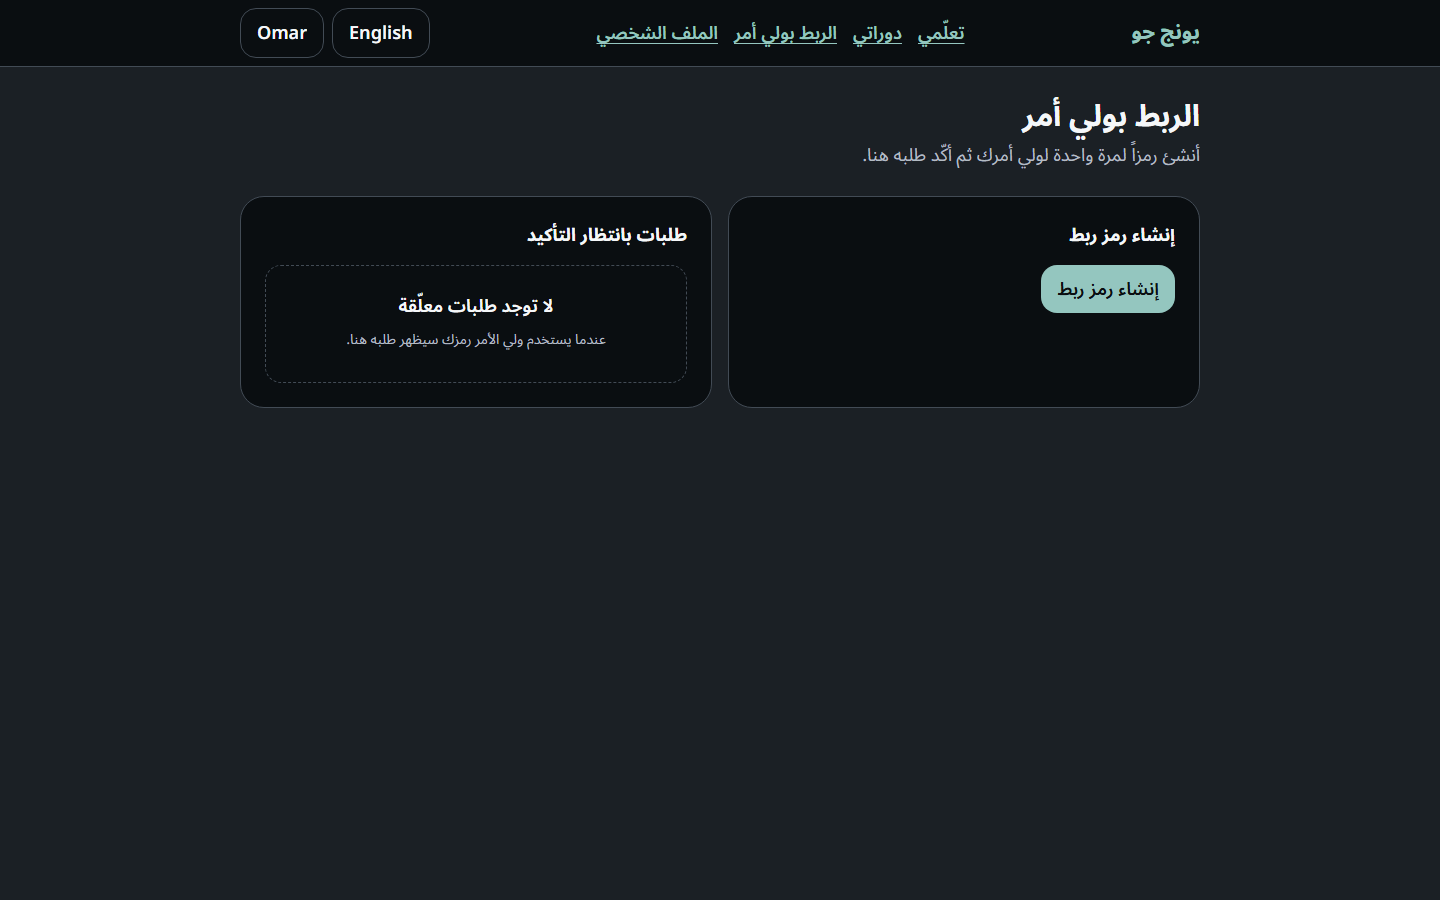 يونج جو
تعلّمي دوراتي الربط بولي أمر الملف الشخصي
English Omar
الربط بولي أمر
أنشئ رمزاً لمرة واحدة لولي أمرك ثم أكّد طلبه هنا.
إنشاء رمز ربط
إنشاء رمز ربط
طلبات بانتظار التأكيد
لا توجد طلبات معلّقة
عندما يستخدم ولي الأمر رمزك سيظهر طلبه هنا.